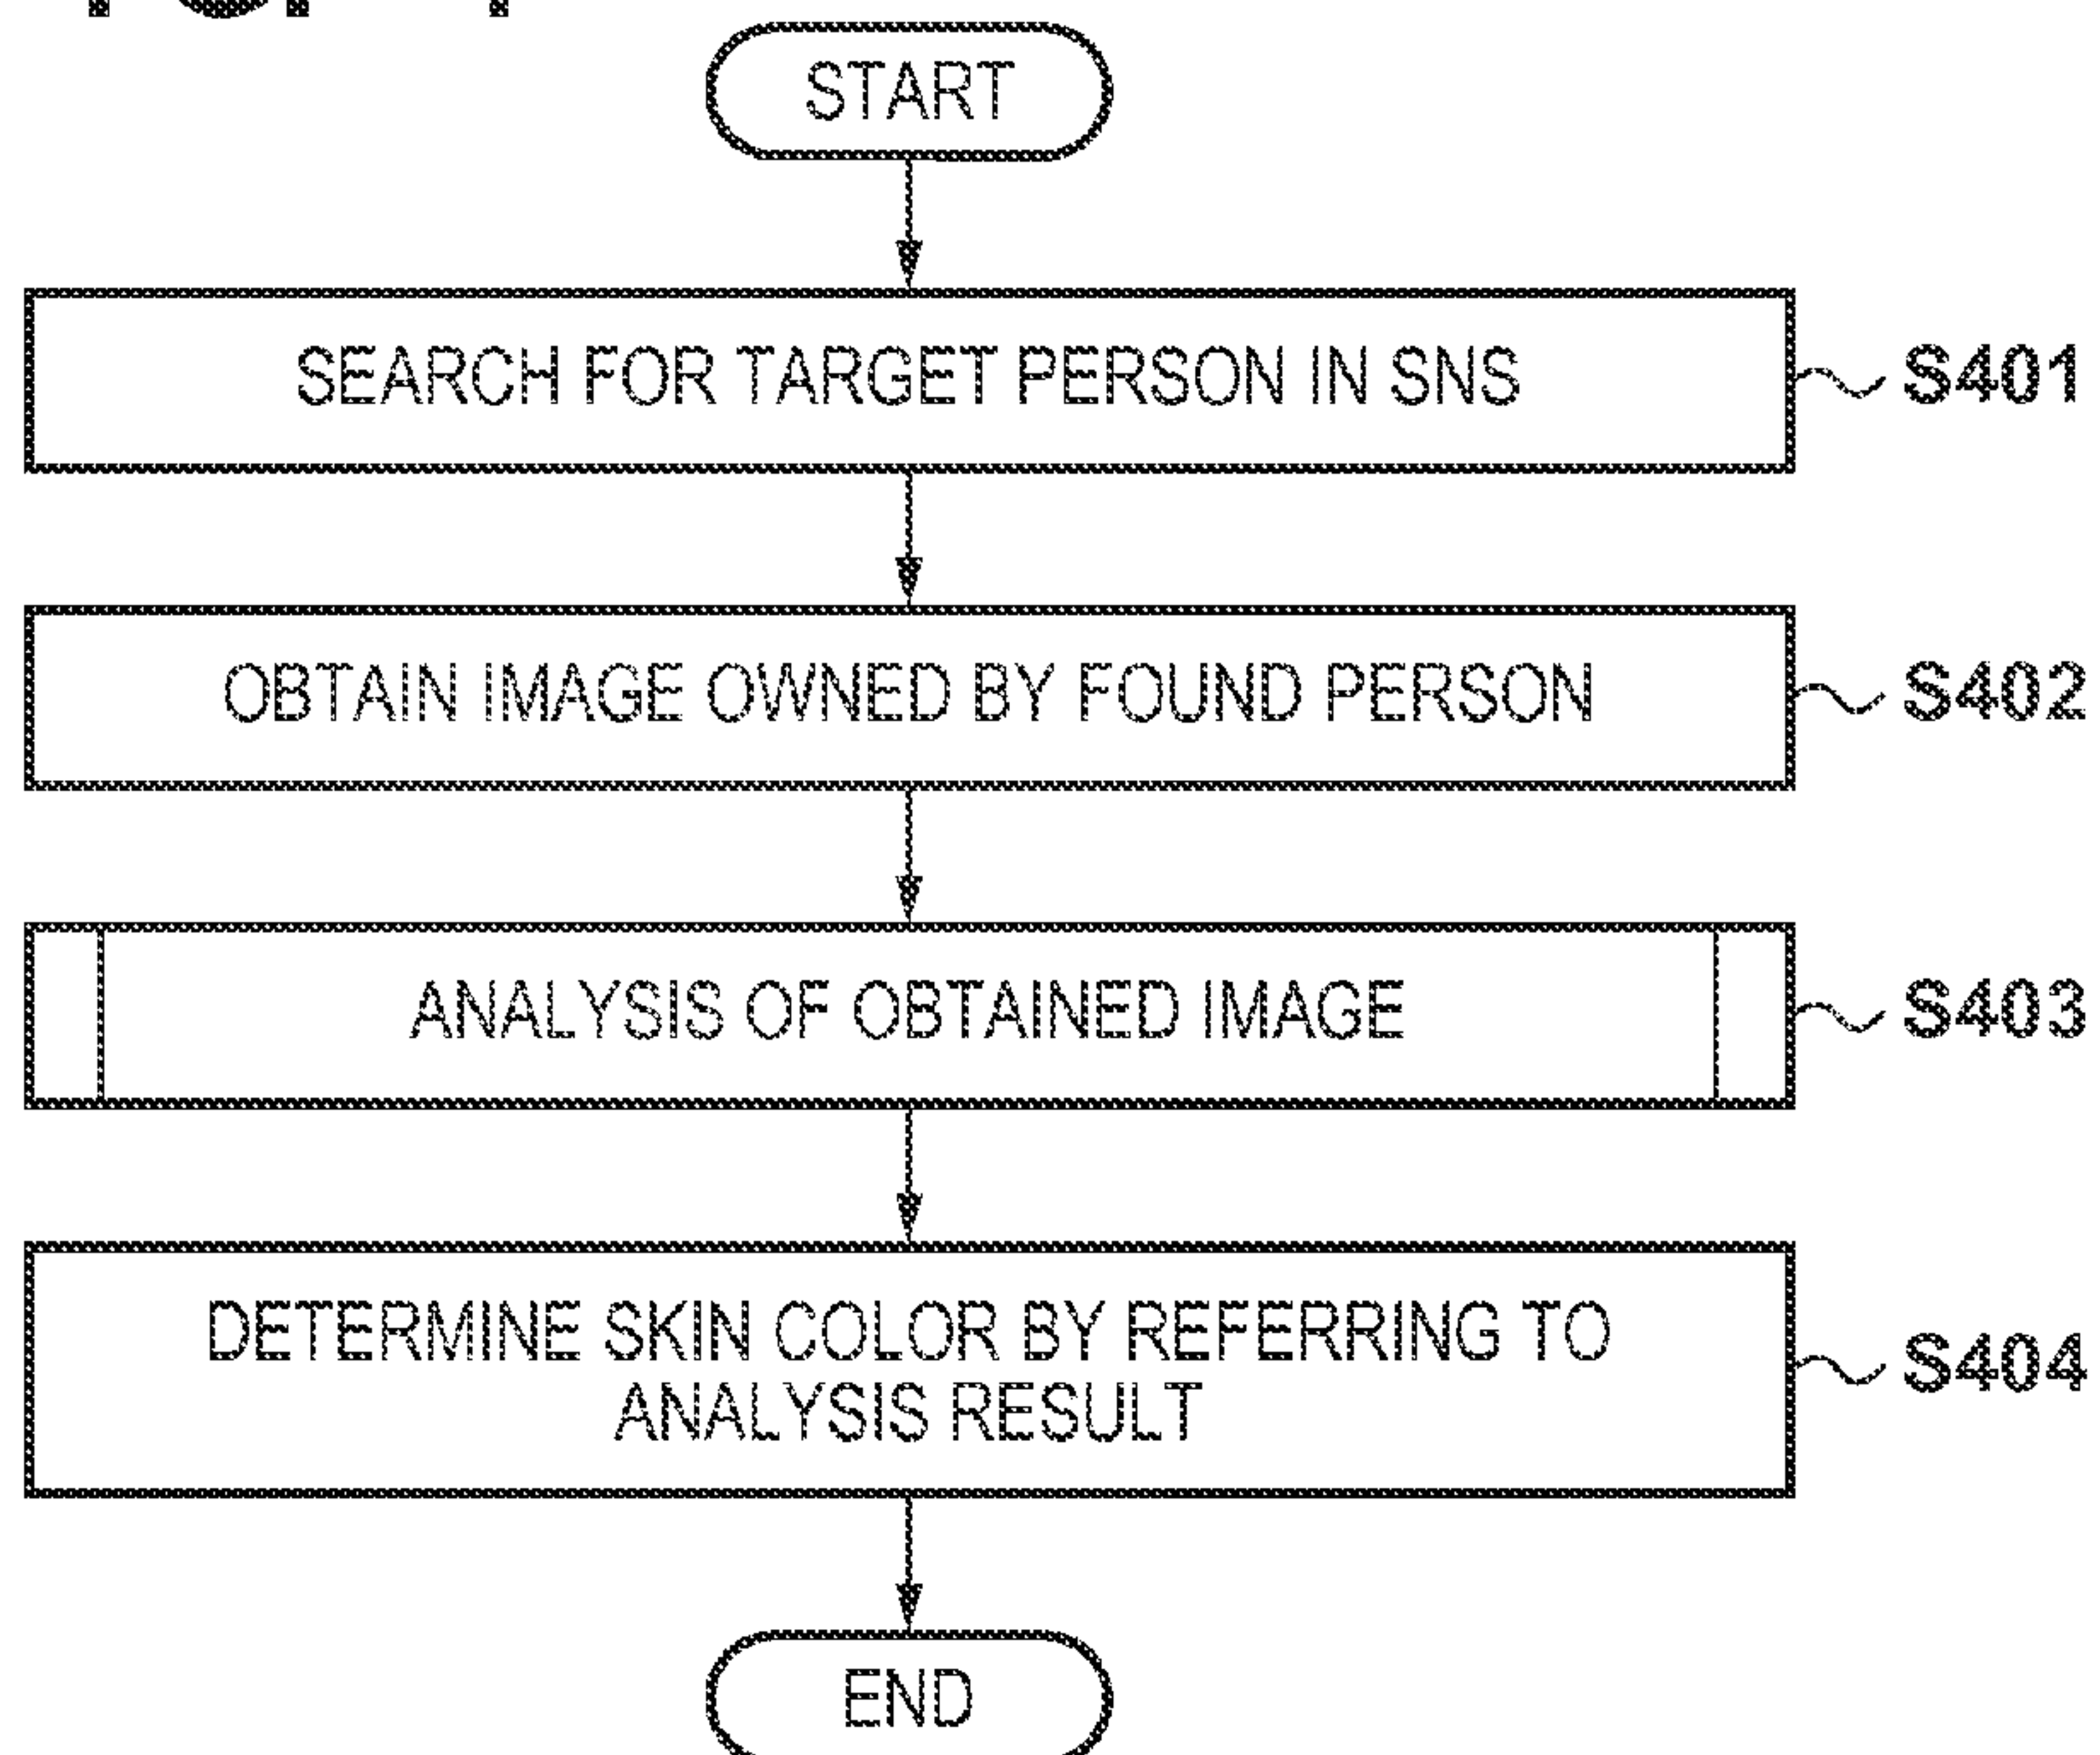 START
SEARCH FOR TARGET PERSON IN SNS
S401
OBTAIN IMAGE OWNED BY FOUND PERSON
S402
ANALYSIS OF OBTAINED IMAGE
S403
DETERMINE SKIN COLOR BY REFERRING TO
ANALYSIS RESULT
S404
END